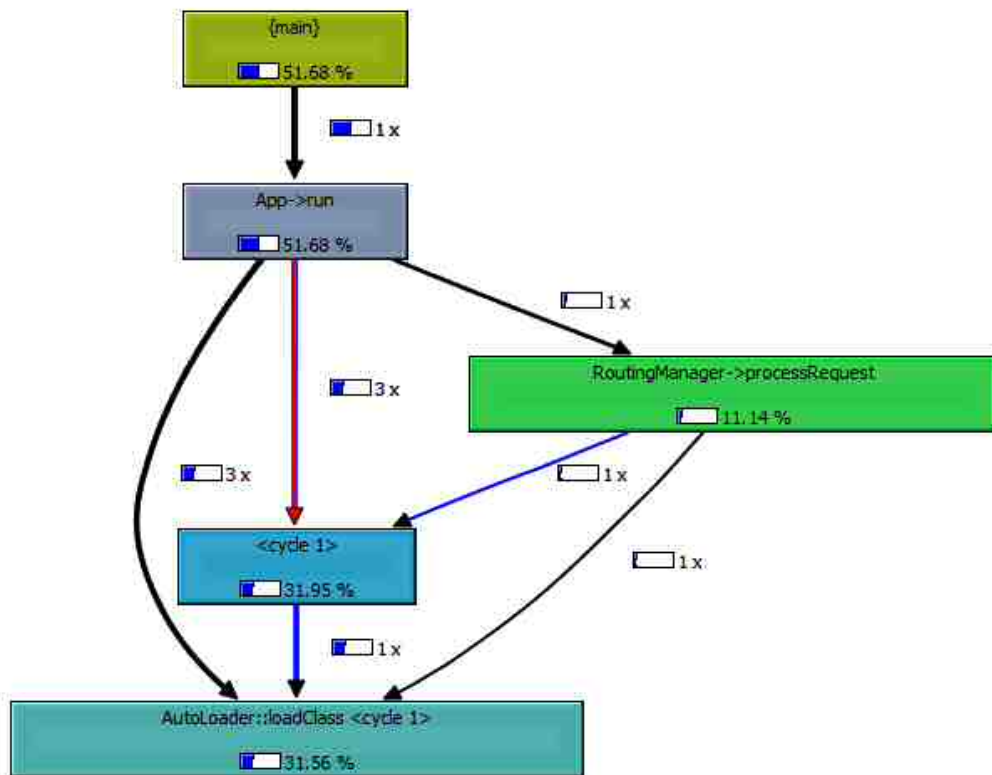 {main}
51.68 %
1 x
App->run
51.68 %
1 x
RoutingManager->processRequest
3 x
11.14 %
3 x
1 x
<cycle 1>
1 x
31.95 %
1 x
AutoLoader::loadClass <cycle 1>
31.56 %